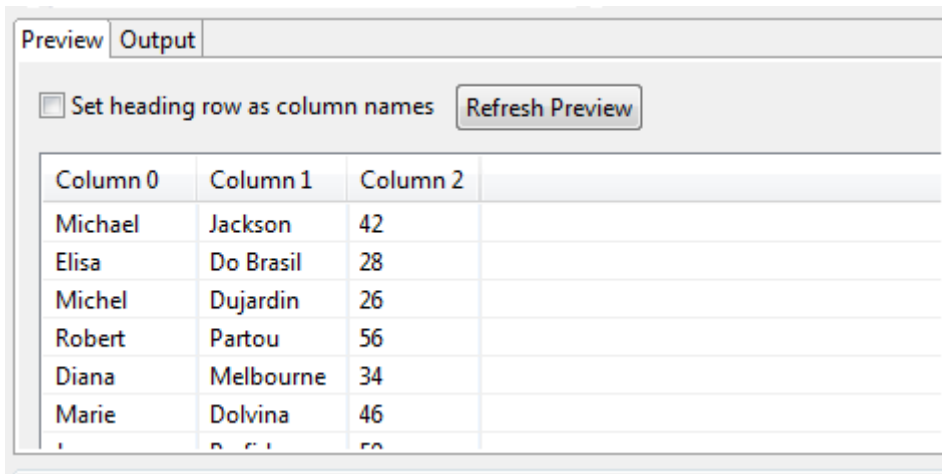 Preview Output
Set heading row as column names Refresh Preview
Column 0 Column 1 Column 2
Michael Jackson 42
Elisa Do Brasil 28
Michel Dujardin 26
Robert Partou 56
Diana Melbourne 34
Marie Dolvina 46